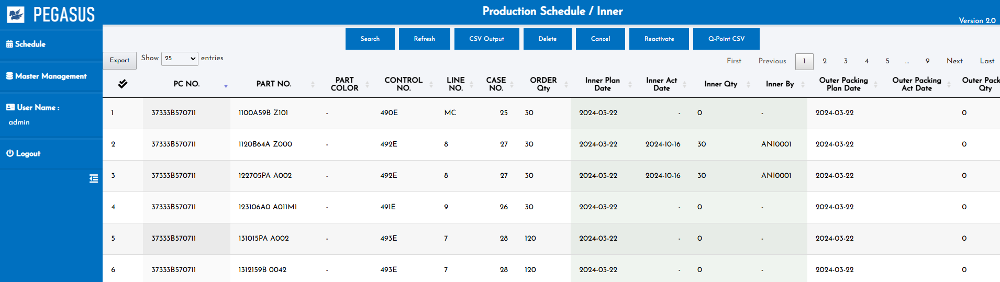 PEGASUS
Production Schedule / Inner
Version 2.0
Schedule
Master Management
User Name :
admin
Logout
Search Refresh CSV Output Delete Cancel Reactivate Q-Point CSV
Export Show 25 entries
First Previous 1 2 3 4 5 ... 9 Next Last
PC NO. PART NO. PART COLOR CONTROL NO. LINE NO. CASE NO. ORDER Qty Inner Plan Date Inner Act Date Inner Qty Inner By Outer Packing Plan Date Outer Packing Act Date Outer Pack Qty
1 37333B570711 1100A59B Z101 - 490E MC 25 30 2024-03-22 - 0 - 2024-03-22 0
2 37333B570711 1120B64A Z000 - 492E 8 27 30 2024-03-22 2024-10-16 30 ANI0001 2024-03-22 0
3 37333B570711 122705PA A002 - 492E 8 27 30 2024-03-22 2024-10-16 30 ANI0001 2024-03-22 0
4 37333B570711 123106A0 A011M1 - 491E 9 26 30 2024-03-22 - 0 - 2024-03-22 0
5 37333B570711 131015PA A002 - 493E 7 28 120 2024-03-22 - 0 - 2024-03-22 0
6 37333B570711 1312159B 0042 - 493E 7 28 120 2024-03-22 - 0 - 2024-03-22 0